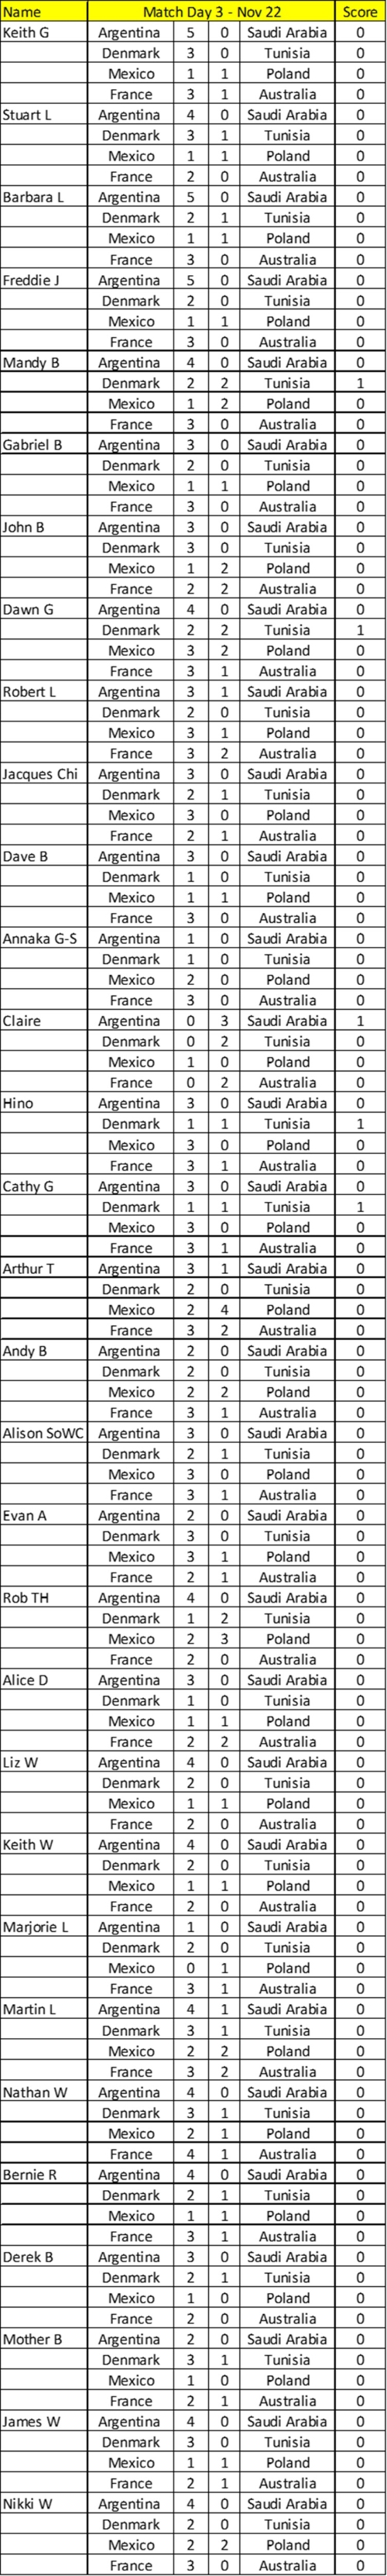 Name Match Day 3 - Nov 22 Score
Keith G Argentina 5 0 Saudi Arabia 0
Denmark 3 0 Tunisia 0
Mexico 1 1 Poland 0
France 3 1 Australia 0
Stuart L Argentina 4 0 Saudi Arabia 0
Denmark 3 1 Tunisia 0
Mexico 1 1 Poland 0
France 2 0 Australia 0
Barbara L Argentina 5 0 Saudi Arabia 0
Denmark 2 1 Tunisia 0
Mexico 1 1 Poland 0
France 3 0 Australia 0
Freddie J Argentina 5 0 Saudi Arabia 0
Denmark 2 0 Tunisia 0
Mexico 1 1 Poland 0
France 3 0 Australia 0
Mandy B Argentina 4 0 Saudi Arabia 0
Denmark 2 2 Tunisia 1
Mexico 1 2 Poland 0
France 3 0 Australia 0
Gabriel B Argentina 3 0 Saudi Arabia 0
Denmark 2 0 Tunisia 0
Mexico 1 1 Poland 0
France 3 0 Australia 0
John B Argentina 3 0 Saudi Arabia 0
Denmark 3 0 Tunisia 0
Mexico 1 2 Poland 0
France 2 2 Australia 0
Dawn G Argentina 4 0 Saudi Arabia 0
Denmark 2 2 Tunisia 1
Mexico 3 2 Poland 0
France 3 1 Australia 0
Robert L Argentina 3 1 Saudi Arabia 0
Denmark 2 0 Tunisia 0
Mexico 3 1 Poland 0
France 3 2 Australia 0
Jacques Chi Argentina 3 0 Saudi Arabia 0
Denmark 2 1 Tunisia 0
Mexico 3 0 Poland 0
France 2 1 Australia 0
Dave B Argentina 3 0 Saudi Arabia 0
Denmark 1 0 Tunisia 0
Mexico 1 1 Poland 0
France 3 0 Australia 0
Annaka G-S Argentina 1 0 Saudi Arabia 0
Denmark 1 0 Tunisia 0
Mexico 2 0 Poland 0
France 3 0 Australia 0
Claire Argentina 0 3 Saudi Arabia 1
Denmark 0 2 Tunisia 0
Mexico 1 0 Poland 0
France 0 2 Australia 0
Hino Argentina 3 0 Saudi Arabia 0
Denmark 1 1 Tunisia 1
Mexico 3 0 Poland 0
France 3 1 Australia 0
Cathy G Argentina 3 0 Saudi Arabia 0
Denmark 1 1 Tunisia 1
Mexico 3 0 Poland 0
France 3 1 Australia 0
Arthur T Argentina 3 1 Saudi Arabia 0
Denmark 2 0 Tunisia 0
Mexico 2 4 Poland 0
France 3 2 Australia 0
Andy B Argentina 2 0 Saudi Arabia 0
Denmark 2 0 Tunisia 0
Mexico 2 2 Poland 0
France 3 1 Australia 0
Alison SoWC Argentina 3 0 Saudi Arabia 0
Denmark 2 1 Tunisia 0
Mexico 3 0 Poland 0
France 3 1 Australia 0
Evan A Argentina 2 0 Saudi Arabia 0
Denmark 3 0 Tunisia 0
Mexico 3 1 Poland 0
France 2 1 Australia 0
Rob TH Argentina 4 0 Saudi Arabia 0
Denmark 1 2 Tunisia 0
Mexico 2 3 Poland 0
France 2 0 Australia 0
Alice D Argentina 3 0 Saudi Arabia 0
Denmark 1 0 Tunisia 0
Mexico 1 1 Poland 0
France 2 2 Australia 0
Liz W Argentina 4 0 Saudi Arabia 0
Denmark 2 0 Tunisia 0
Mexico 1 1 Poland 0
France 2 0 Australia 0
Keith W Argentina 4 0 Saudi Arabia 0
Denmark 2 0 Tunisia 0
Mexico 1 1 Poland 0
France 2 0 Australia 0
Marjorie L Argentina 1 0 Saudi Arabia 0
Denmark 2 0 Tunisia 0
Mexico 0 1 Poland 0
France 3 1 Australia 0
Martin L Argentina 4 1 Saudi Arabia 0
Denmark 3 1 Tunisia 0
Mexico 2 2 Poland 0
France 3 2 Australia 0
Nathan W Argentina 4 0 Saudi Arabia 0
Denmark 3 1 Tunisia 0
Mexico 2 1 Poland 0
France 4 1 Australia 0
Bernie R Argentina 4 0 Saudi Arabia 0
Denmark 2 1 Tunisia 0
Mexico 1 1 Poland 0
France 3 1 Australia 0
Derek B Argentina 3 0 Saudi Arabia 0
Denmark 2 1 Tunisia 0
Mexico 1 0 Poland 0
France 2 0 Australia 0
Mother B Argentina 2 0 Saudi Arabia 0
Denmark 3 1 Tunisia 0
Mexico 1 0 Poland 0
France 2 1 Australia 0
James W Argentina 4 0 Saudi Arabia 0
Denmark 3 0 Tunisia 0
Mexico 1 1 Poland 0
France 2 1 Australia 0
Nikki W Argentina 4 0 Saudi Arabia 0
Denmark 2 0 Tunisia 0
Mexico 2 2 Poland 0
France 3 0 Australia 0